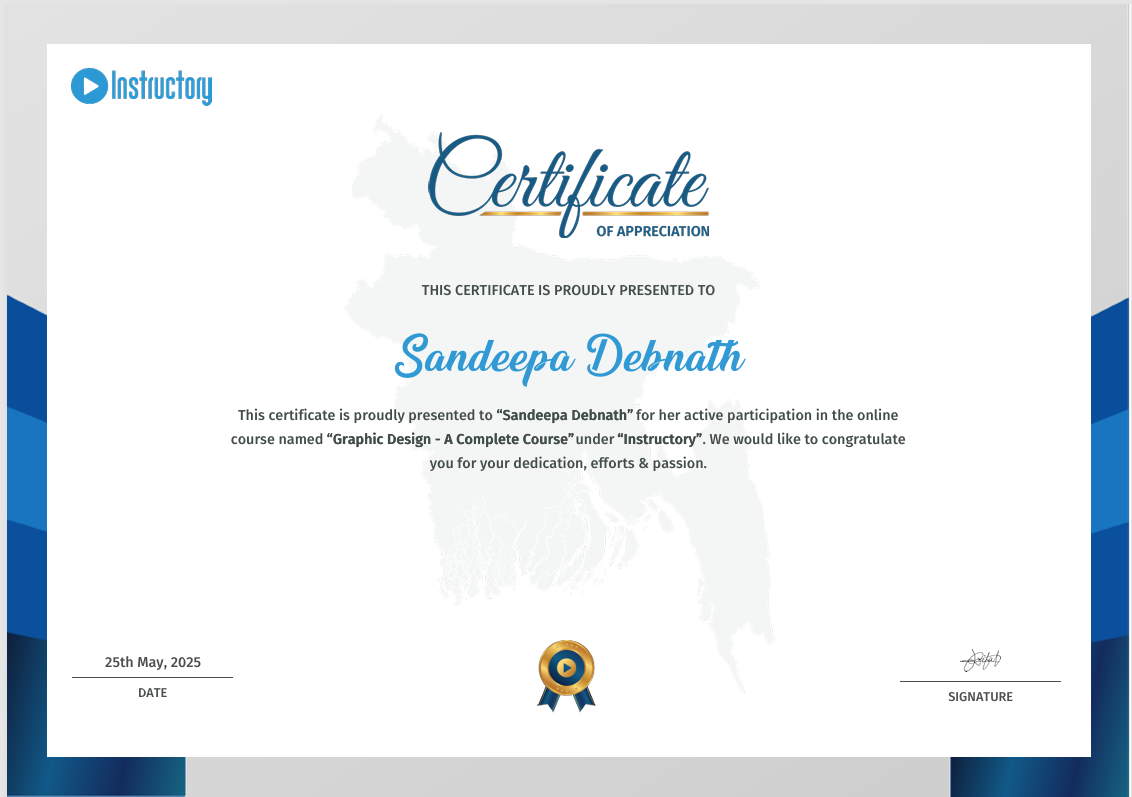 Instructory
Certificate
OF APPRECIATION
THIS CERTIFICATE IS PROUDLY PRESENTED TO
Sandeepa Debnath
This certificate is proudly presented to “Sandeepa Debnath” for her active participation in the online
course named “Graphic Design - A Complete Course” under “Instructory”. We would like to congratulate
you for your dedication, efforts & passion.
25th May, 2025
DATE
SIGNATURE